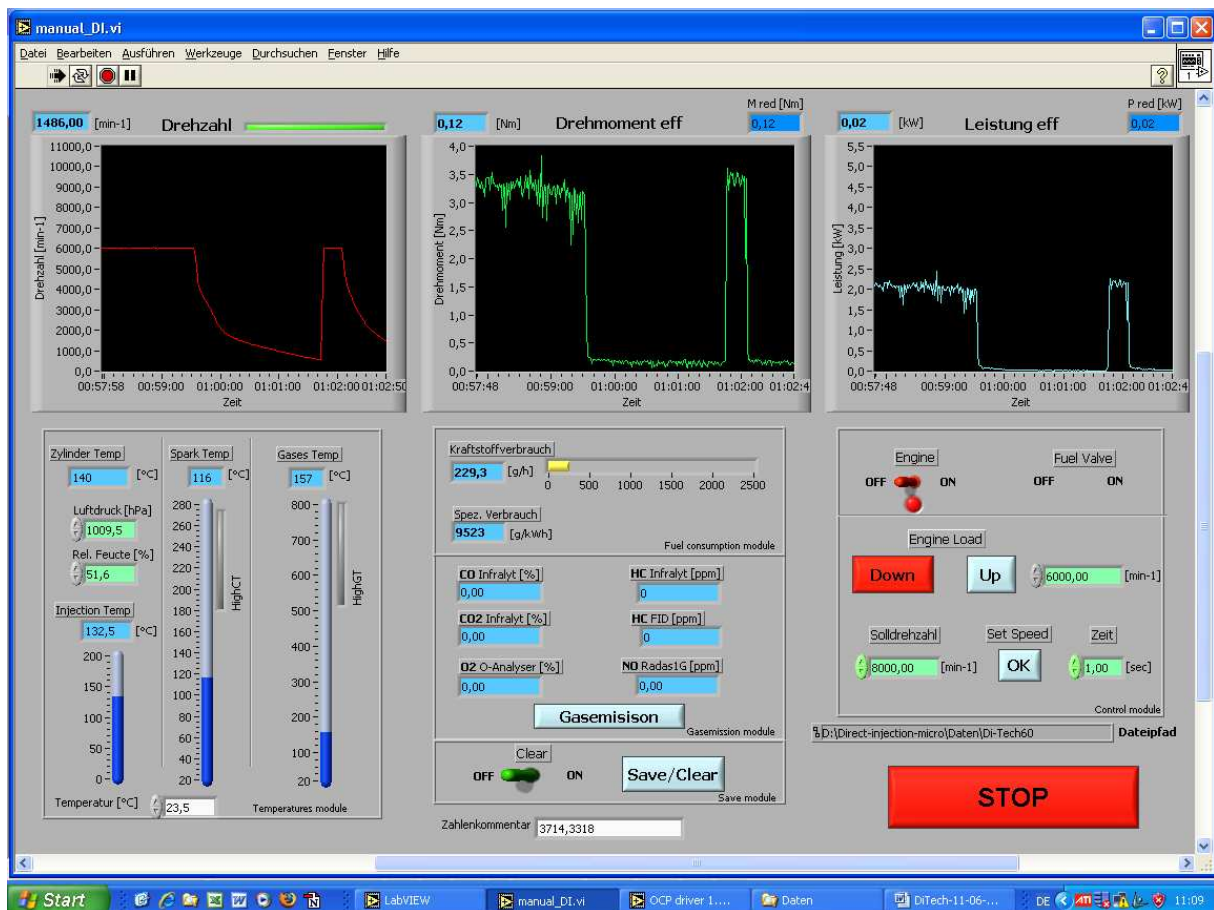 manual_DI.vi
Datei Bearbeiten Ausführen Werkzeuge Durchsuchen Fenster Hilfe
1
1486,00 [min-1] Drehzahl
11000,0
10000,0
9000,0
8000,0
7000,0
6000,0
5000,0
4000,0
3000,0
2000,0
1000,0
0,0
Drehzahl [min-1]
00:57:58 00:59:00 01:00:00 01:01:00 01:02:00 01:02:50
Zeit
0,12 [Nm] Drehmoment eff
M red [Nm]
0,12
4,0
3,5
3,0
2,5
2,0
1,5
1,0
0,5
0,0
Drehmoment [Nm]
00:57:48 00:59:00 01:00:00 01:01:00 01:02:00 01:02:4
Zeit
0,02 [kW] Leistung eff
P red [kW]
0,02
5,5
5,0
4,5
4,0
3,5
3,0
2,5
2,0
1,5
1,0
0,5
0,0
Leistung [kW]
00:57:48 00:59:00 01:00:00 01:01:00 01:02:00 01:02:4
Zeit
Zylinder Temp
140 [°C]
Luftdruck [hPa]
1009,5
Rel. Feuchte [%]
51,6
Injection Temp
132,5 [°C]
200
150
100
50
0
Temperatur [°C] 23,5
Spark Temp
116 [°C]
280
260
240
220
200
180
160
140
120
100
80
60
40
20
HighCT
Gases Temp
157 [°C]
800
700
600
500
400
300
200
100
20
HighGT
Temperatures module
Kraftstoffverbrauch
229,3 [g/h]
0 500 1000 1500 2000 2500
Spez. Verbrauch
9523 [g/kWh]
Fuel consumption module
CO Infralyt [%] HC Infralyt [ppm]
0,00 0
CO2 Infralyt [%] HC FID [ppm]
0,00 0
O2 O-Analyser [%] NO Radas1G [ppm]
0,00 0,00
Gasemisison
Gasmission module
Clear
OFF ON Save/Clear
Save module
Zahlenkommentar 3714,3318
Engine Fuel Valve
OFF ON OFF ON
Engine Load
Down Up 6000,00 [min-1]
Solldrehzahl Set Speed Zeit
8000,00 [min-1] OK 1,00 [sec]
Control module
D:\Direct-injection-micro\Daten\Di-Tech60 Dateipfad
STOP
Start LabVIEW manual_DI.vi OCP driver 1.... Daten DiTech-11-06-... DE ATI 11:09